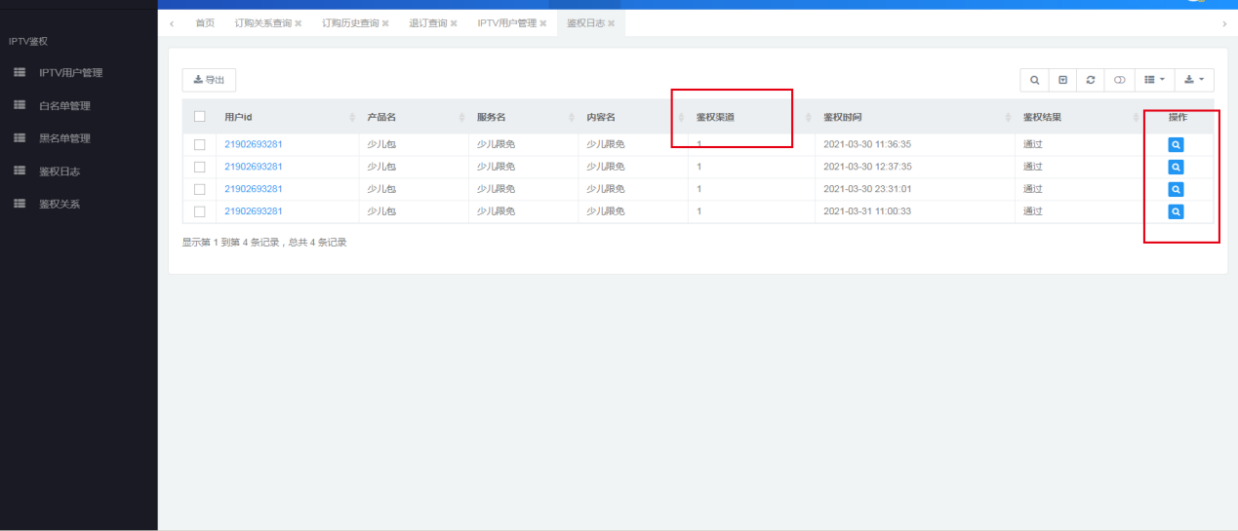 首页 订购关系查询 订购历史查询 退订查询 IPTV用户管理 鉴权日志
IPTV鉴权
IPTV用户管理
白名单管理
黑名单管理
鉴权日志
鉴权关系
导出
用户id 产品名 服务名 内容名 鉴权渠道 鉴权时间 鉴权结果 操作
21902693281 少儿包 少儿限免 少儿限免 1 2021-03-30 11:36:35 通过
21902693281 少儿包 少儿限免 少儿限免 1 2021-03-30 12:37:35 通过
21902693281 少儿包 少儿限免 少儿限免 1 2021-03-30 23:31:01 通过
21902693281 少儿包 少儿限免 少儿限免 1 2021-03-31 11:00:33 通过
显示第 1 到第 4 条记录，总共 4 条记录